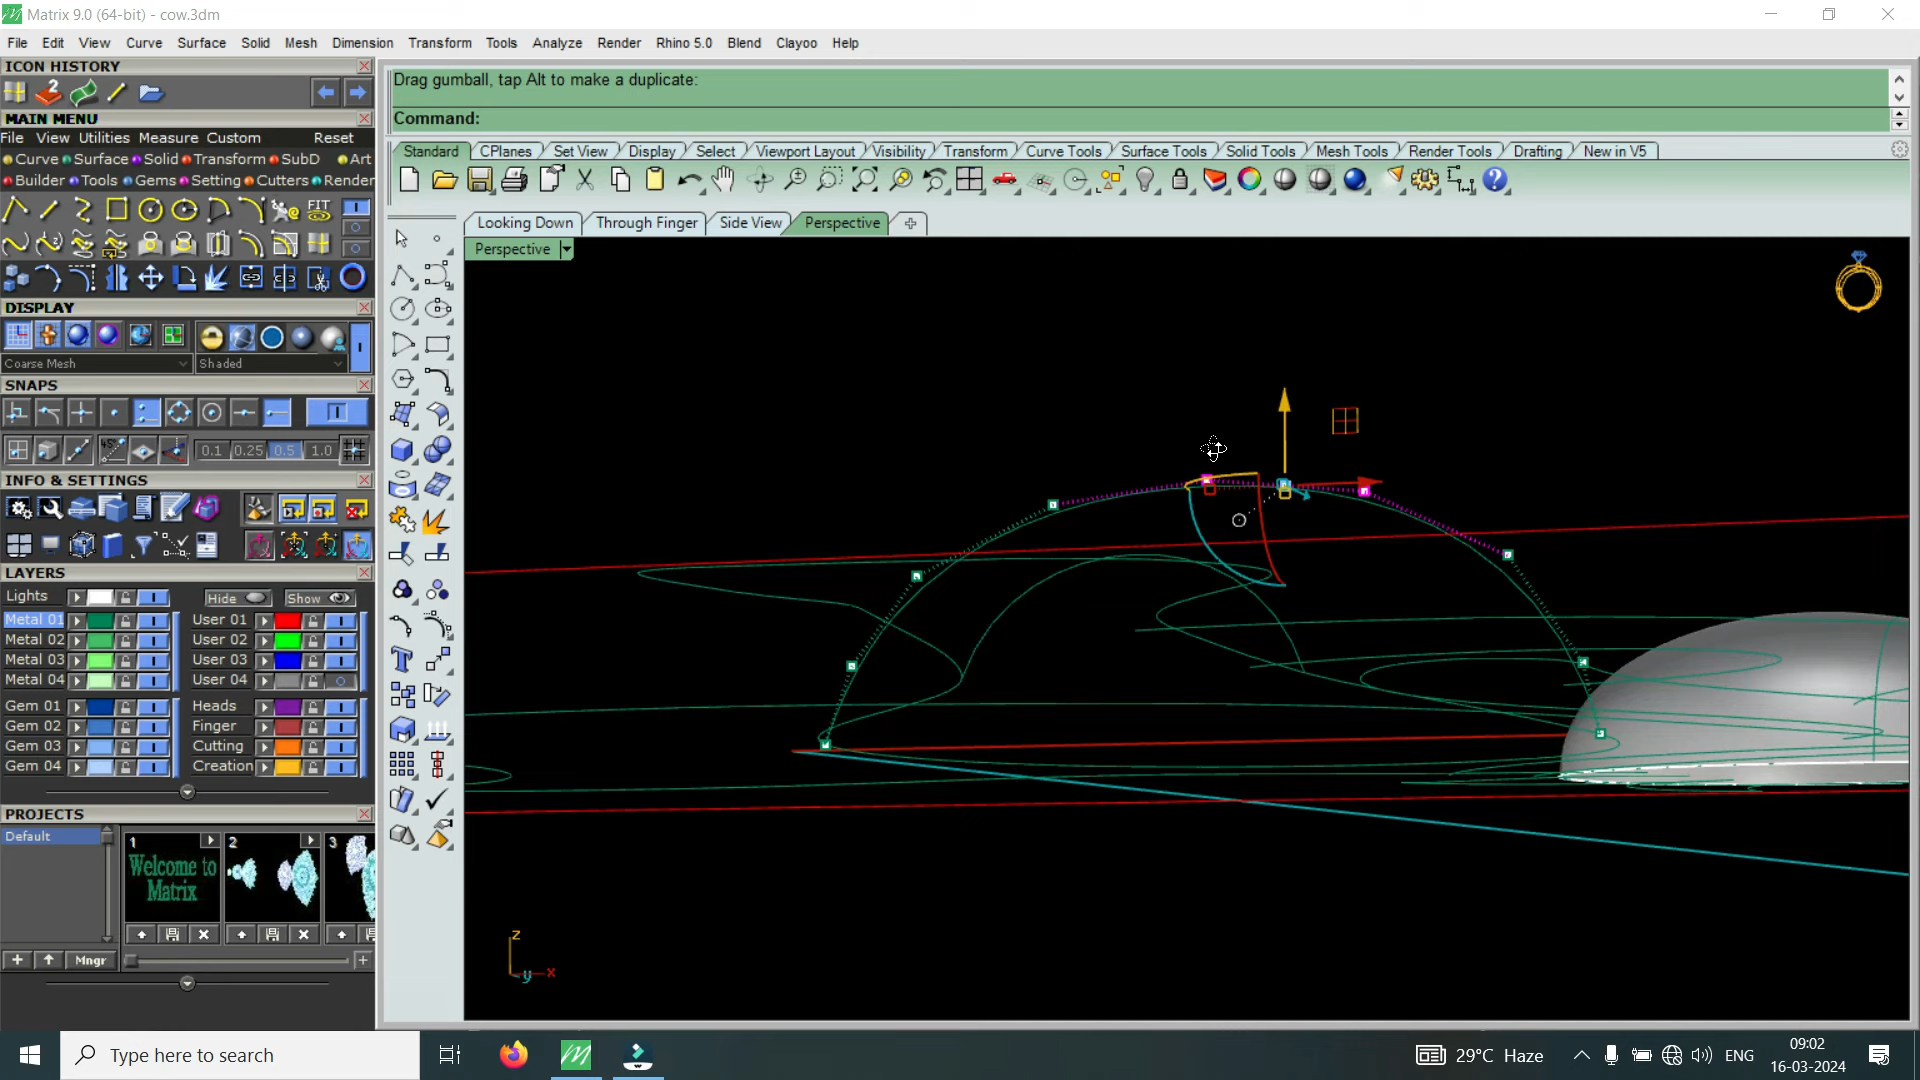 Matrix 9.0 (64-bit) - cow.3dm
File Edit View Curve Surface Solid Mesh Dimension Transform Tools Analyze Render Rhino 5.0 Blend Clayoo Help
ICON HISTORY
Drag gumball, tap Alt to make a duplicate:
Command:
MAIN MENU
File View Utilities Measure Custom Reset
Curve Surface Solid Transform SubD Art
Builder Tools Gems Setting Cutters Render
FIT
Standard CPlanes Set View Display Select Viewport Layout Visibility Transform Curve Tools Surface Tools Solid Tools Mesh Tools Render Tools Drafting New in V5
Looking Down Through Finger Side View Perspective
Perspective
DISPLAY
Coarse Mesh Shaded
SNAPS
0.1 0.25 0.5 1.0
INFO & SETTINGS
LAYERS
Lights Hide Show
Metal 01 User 01
Metal 02 User 02
Metal 03 User 03
Metal 04 User 04
Gem 01 Heads
Gem 02 Finger
Gem 03 Cutting
Gem 04 Creation
PROJECTS
Default
1 2 3
Welcome to
Matrix
Mngr
z
y x
Type here to search
29°C Haze
ENG
09:02
16-03-2024